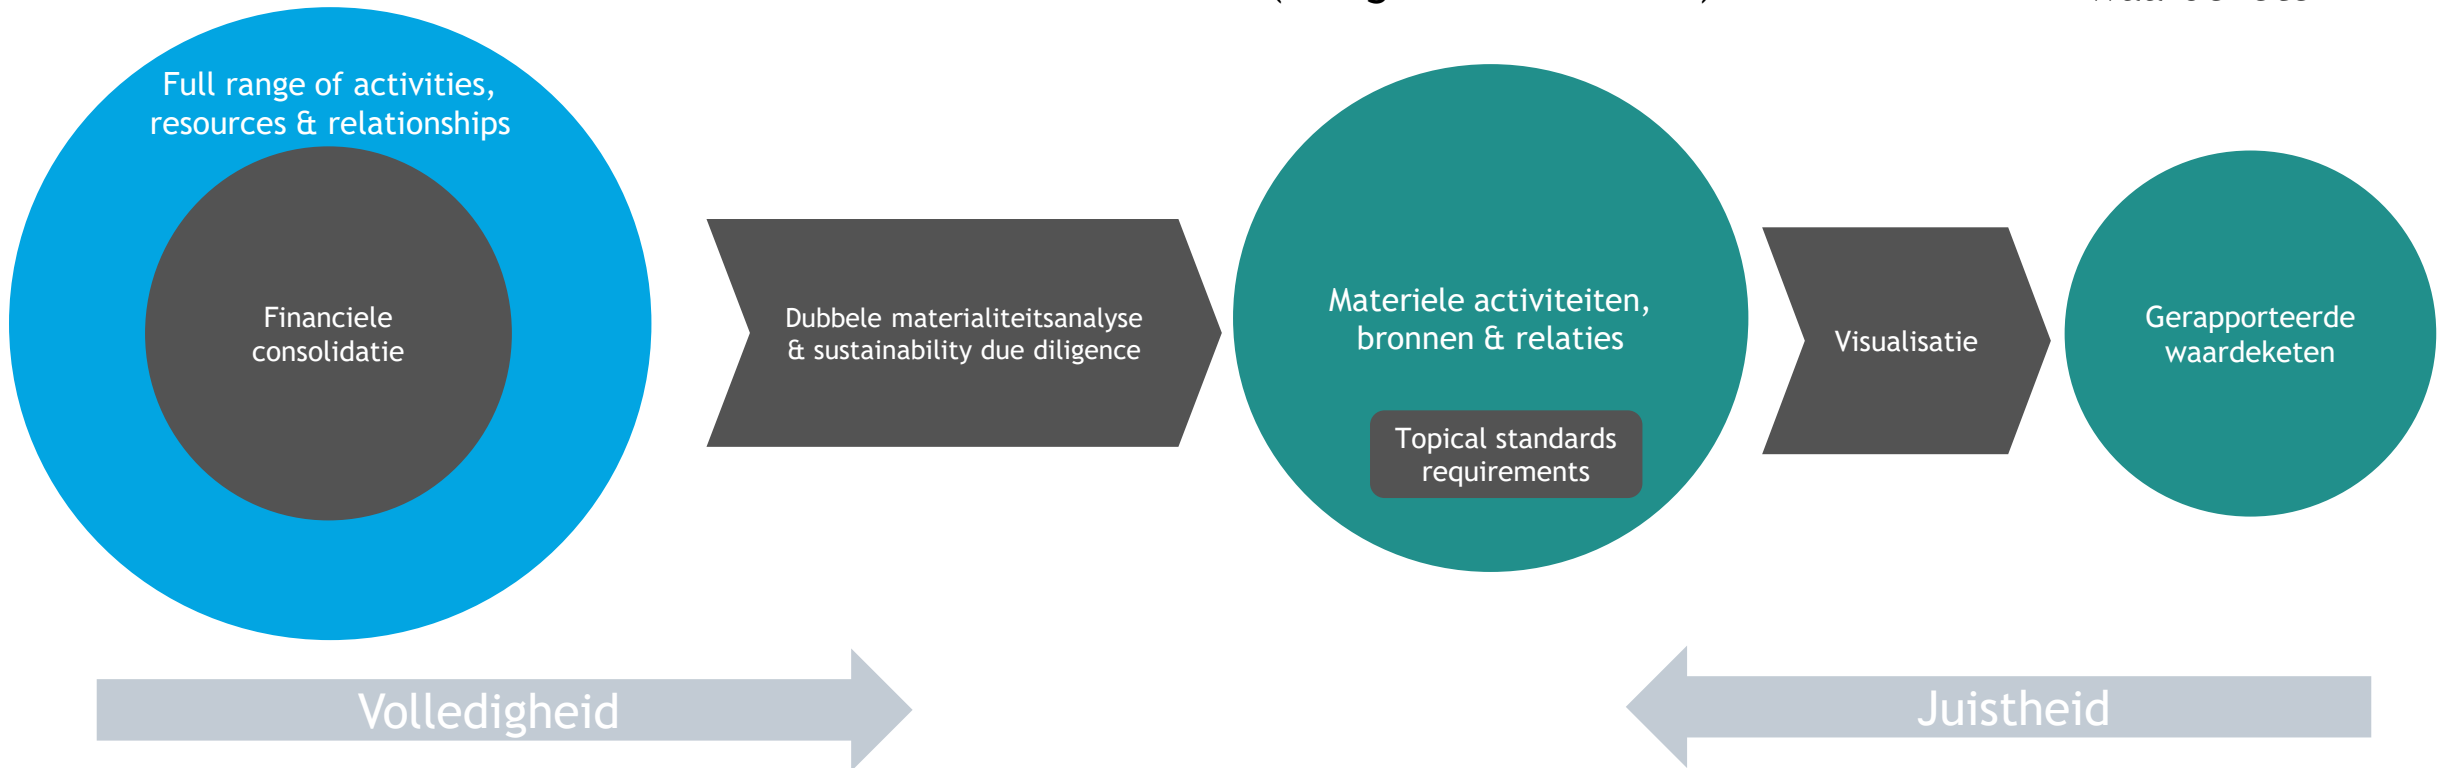 Full range of activities,
resources & relationships
Financiele
consolidatie
Dubbele materialiteitsanalyse
& sustainability due diligence
Materiele activiteiten,
bronnen & relaties
Topical standards
requirements
Visualisatie
Gerapporteerde
waardeketen
Volledigheid
Juistheid